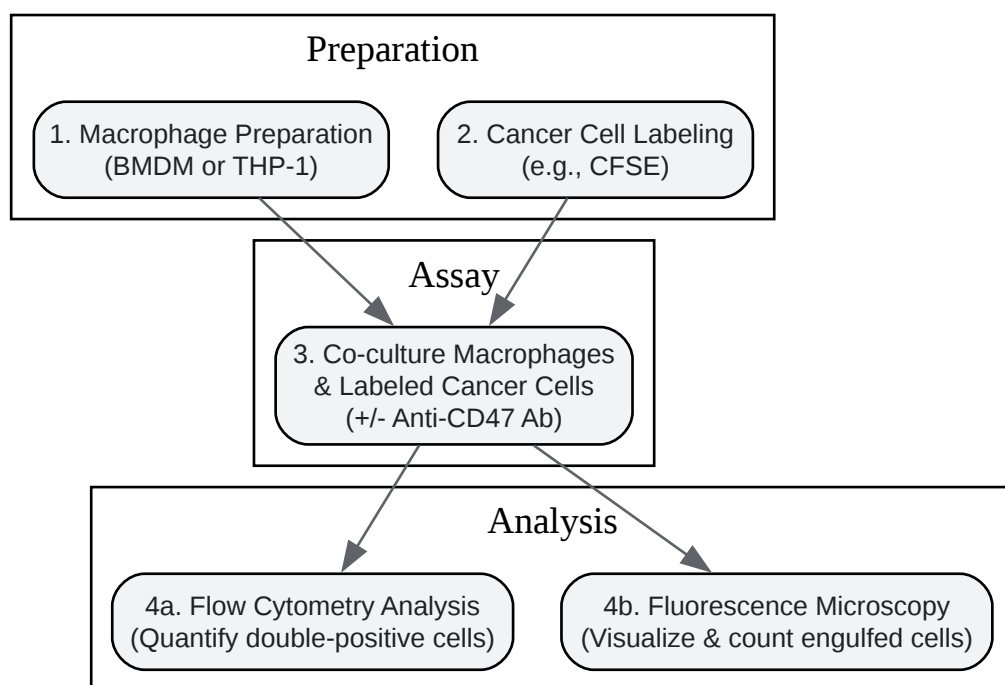 Preparation
1. Macrophage Preparation
(BMDM or THP-1)
2. Cancer Cell Labeling
(e.g., CFSE)
Assay
3. Co-culture Macrophages
& Labeled Cancer Cells
(+/- Anti-CD47 Ab)
Analysis
4a. Flow Cytometry Analysis
(Quantify double-positive cells)
4b. Fluorescence Microscopy
(Visualize & count engulfed cells)